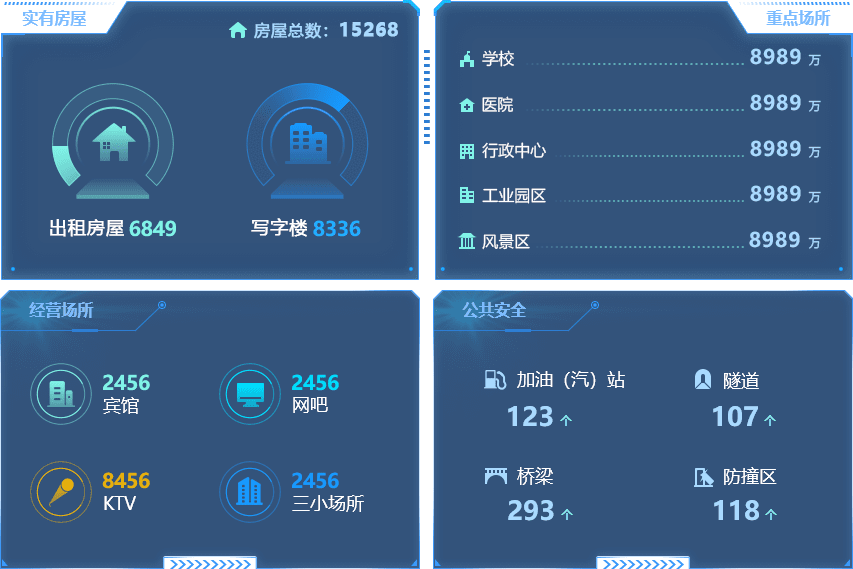 实有房屋
房屋总数：15268
出租房屋 6849
写字楼 8336
重点场所
学校 8989 万
医院 8989 万
行政中心 8989 万
工业园区 8989 万
风景区 8989 万
经营场所
2456
宾馆
2456
网吧
8456
KTV
2456
三小场所
公共安全
加油（汽）站
123 个
隧道
107 个
桥梁
293 个
防撞区
118 个